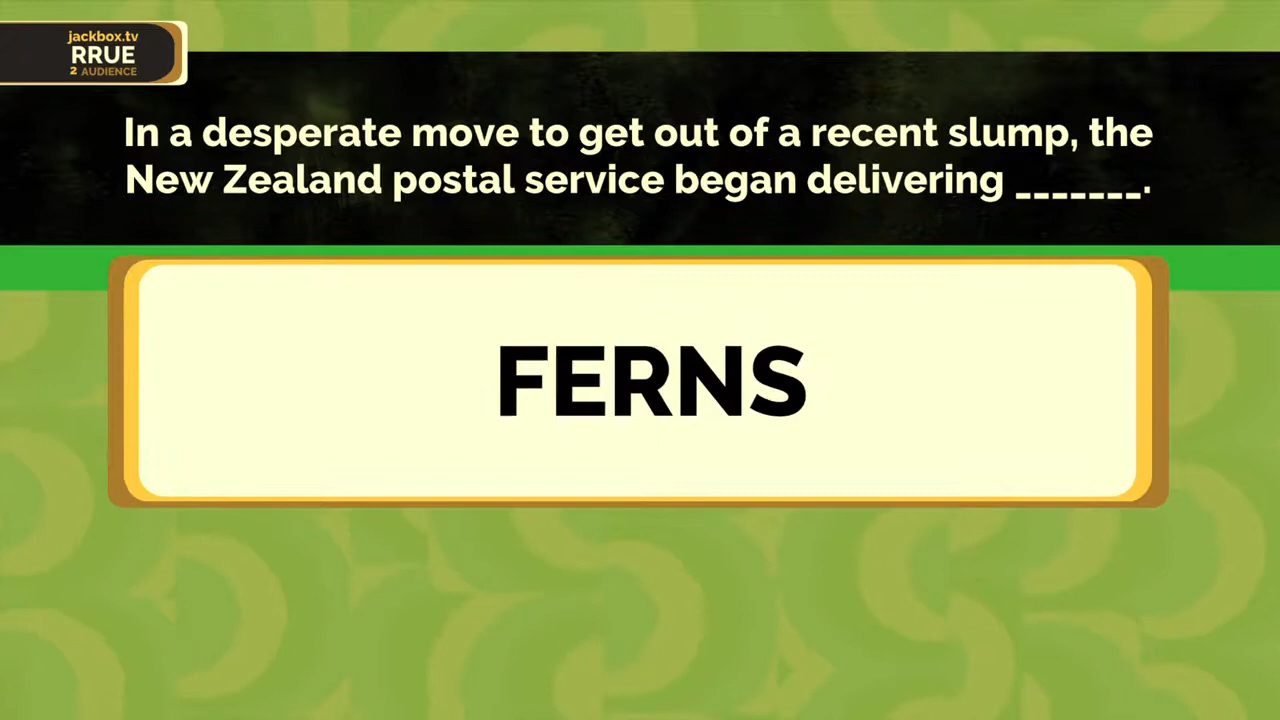 jackbox.tv
RRUE
2 AUDIENCE
In a desperate move to get out of a recent slump, the
New Zealand postal service began delivering _______.
FERNS